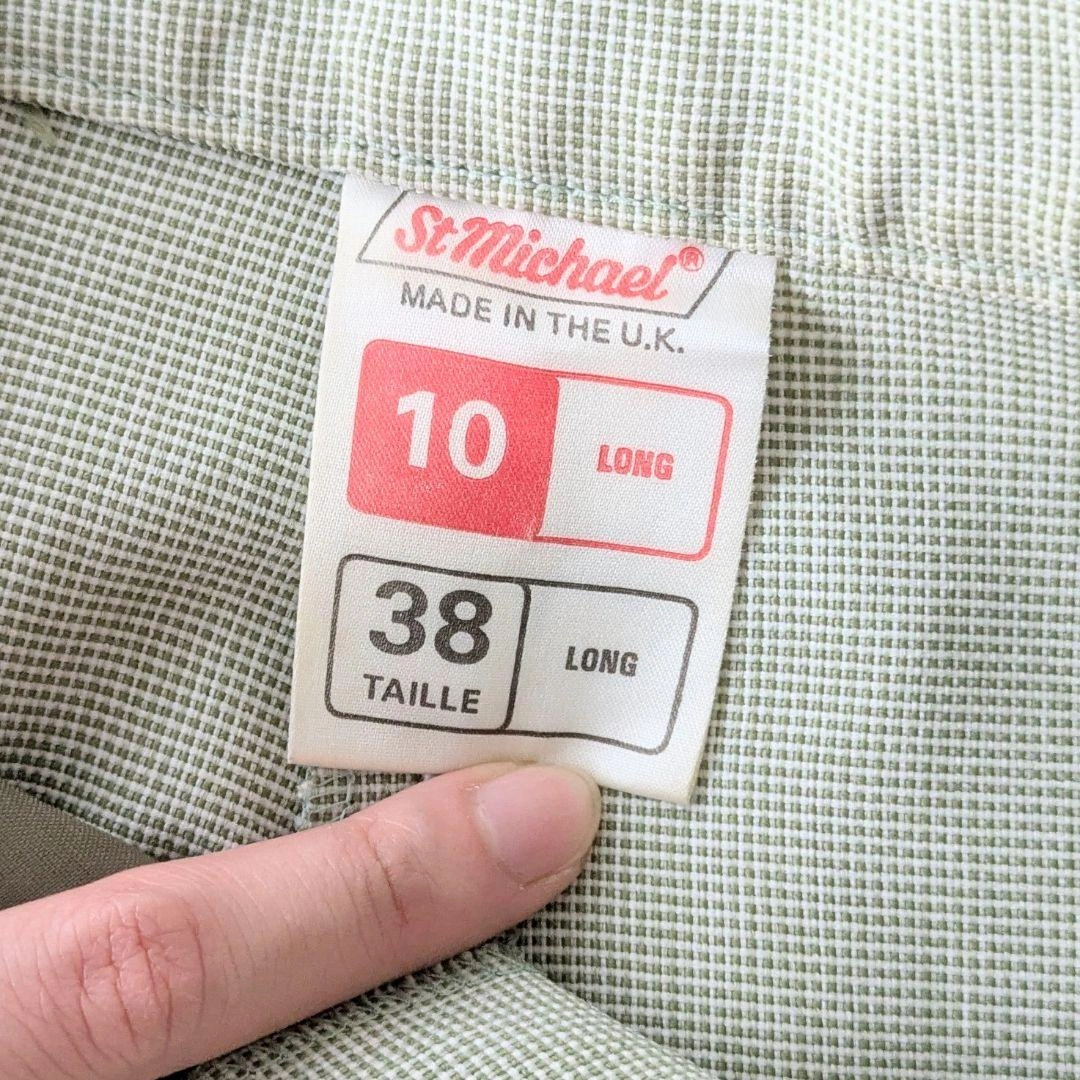 St Michael®
MADE IN THE U.K.
10 LONG
38 LONG
TAILLE